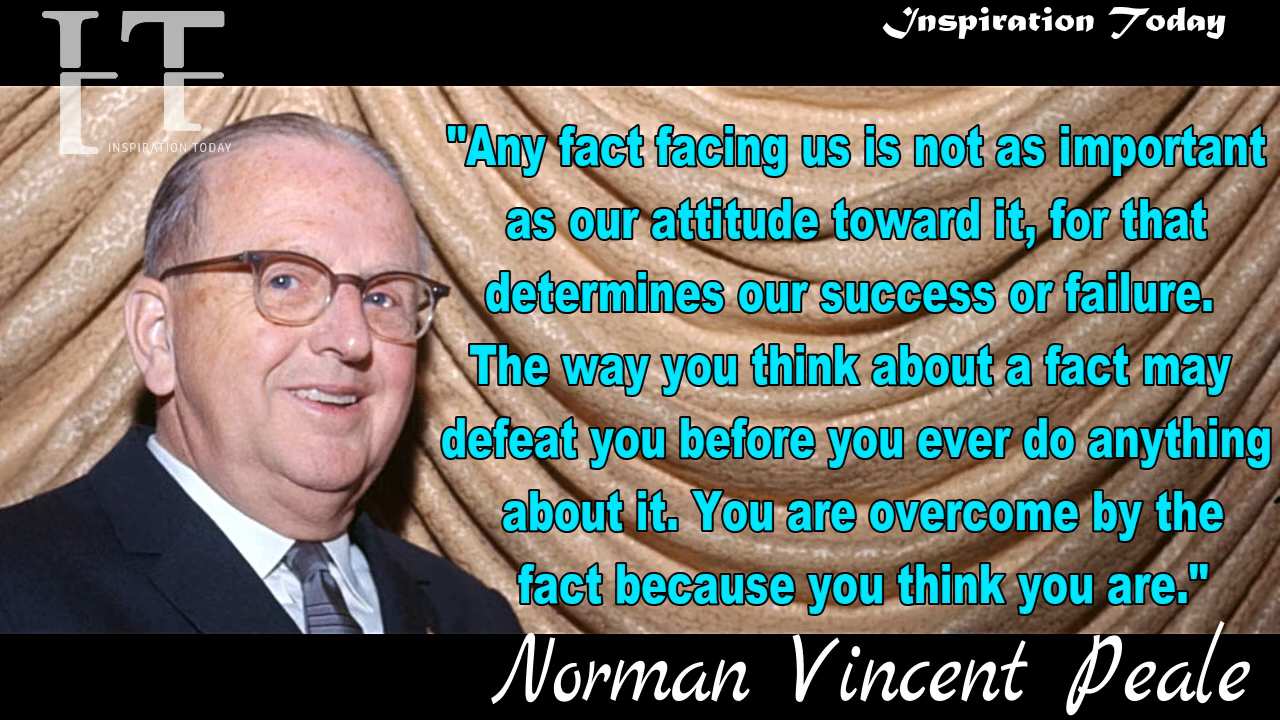 IT
INSPIRATION TODAY
Inspiration Today
"Any fact facing us is not as important
as our attitude toward it, for that
determines our success or failure.
The way you think about a fact may
defeat you before you ever do anything
about it. You are overcome by the
fact because you think you are."
Norman Vincent Peale